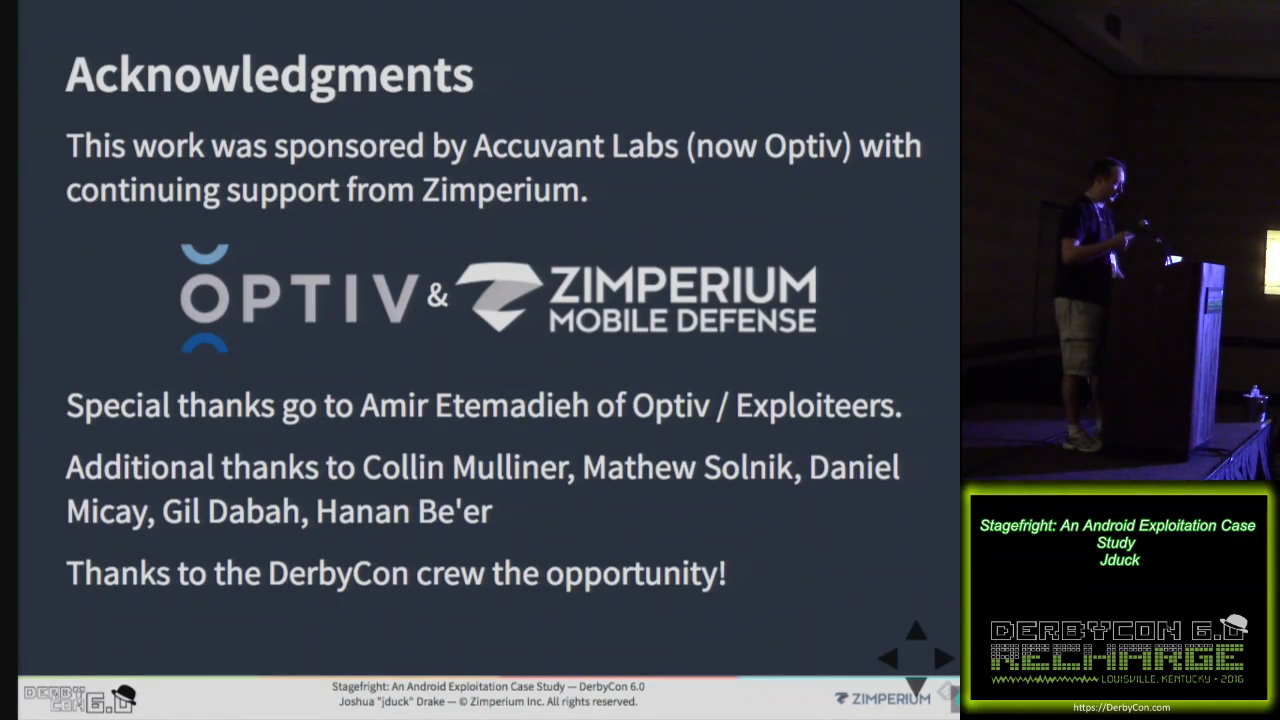 Acknowledgments
This work was sponsored by Accuvant Labs (now Optiv) with
continuing support from Zimperium.
OPTIV & ZIMPERIUM
MOBILE DEFENSE
Special thanks go to Amir Etemadieh of Optiv / Exploiteers.
Additional thanks to Collin Mulliner, Mathew Solnik, Daniel
Micay, Gil Dabah, Hanan Be'er
Thanks to the DerbyCon crew the opportunity!
DERBY
CON 6.0
Stagefright: An Android Exploitation Case Study — DerbyCon 6.0
Joshua "jduck" Drake — © Zimperium Inc. All rights reserved.
ZIMPERIUM
Stagefright: An Android Exploitation Case
Study
Jduck
DERBYCON 6.0
RECHARGE
LOUISVILLE, KENTUCKY • 2016
https://DerbyCon.com